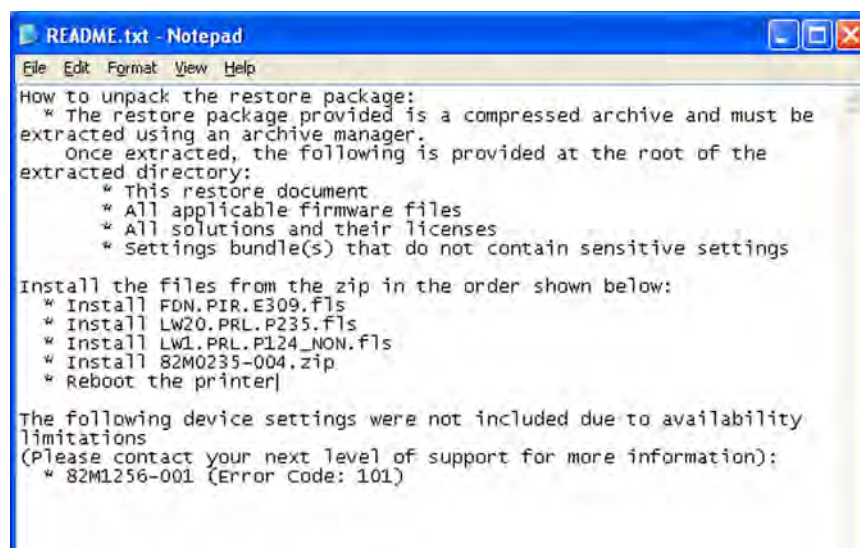 README.txt - Notepad
File Edit Format View Help
How to unpack the restore package:
* The restore package provided is a compressed archive and must be
extracted using an archive manager.
Once extracted, the following is provided at the root of the
extracted directory:
* This restore document
* All applicable firmware files
* All solutions and their licenses
* Settings bundle(s) that do not contain sensitive settings
Install the files from the zip in the order shown below:
* Install FDN.PIR.E309.fls
* Install LW20.PRL.P235.fls
* Install LW1.PRL.P124_NON.fls
* Install 82M0235-004.zip
* Reboot the printer
The following device settings were not included due to availability
limitations
(Please contact your next level of support for more information):
* 82M1256-001 (Error Code: 101)